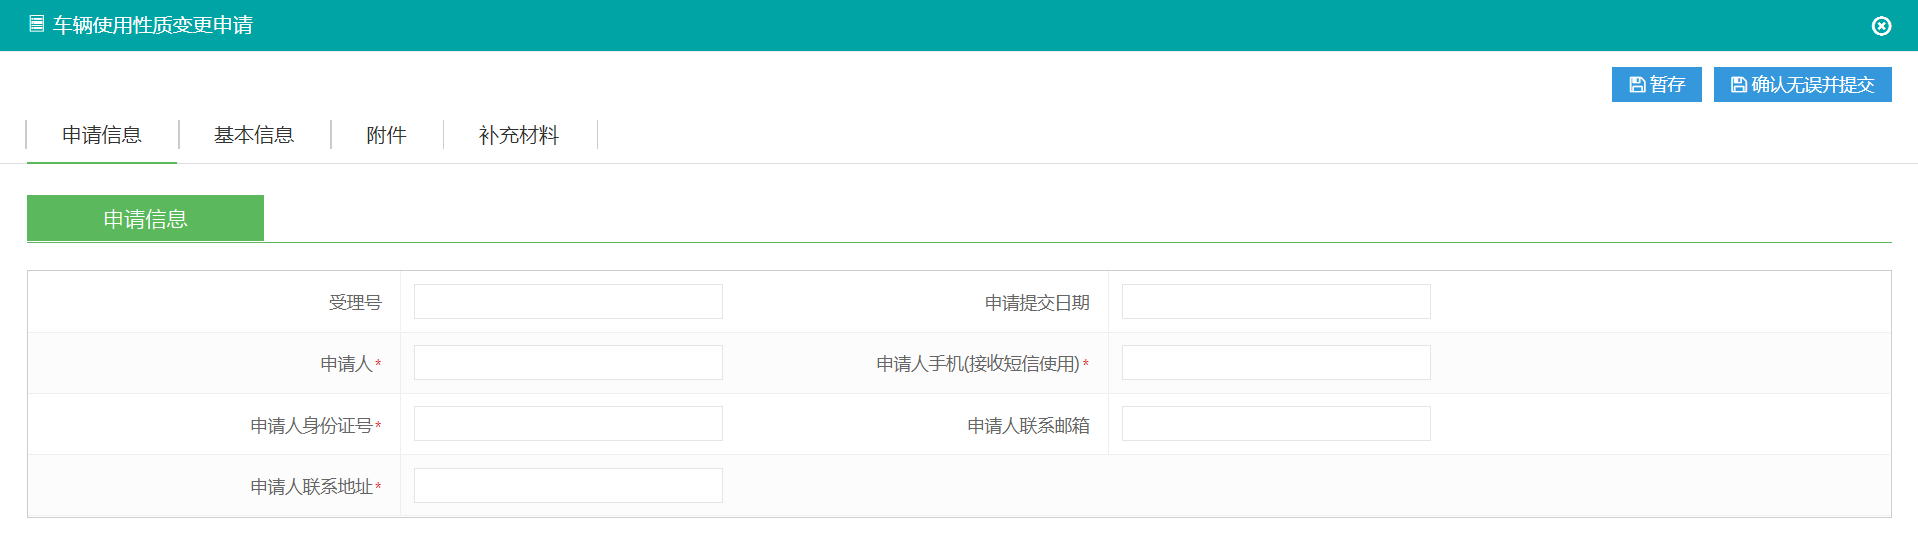 车辆使用性质变更申请
暂存 确认无误并提交
申请信息 基本信息 附件 补充材料
申请信息
受理号 申请提交日期
申请人* 申请人手机(接收短信使用)*
申请人身份证号* 申请人联系邮箱
申请人联系地址*